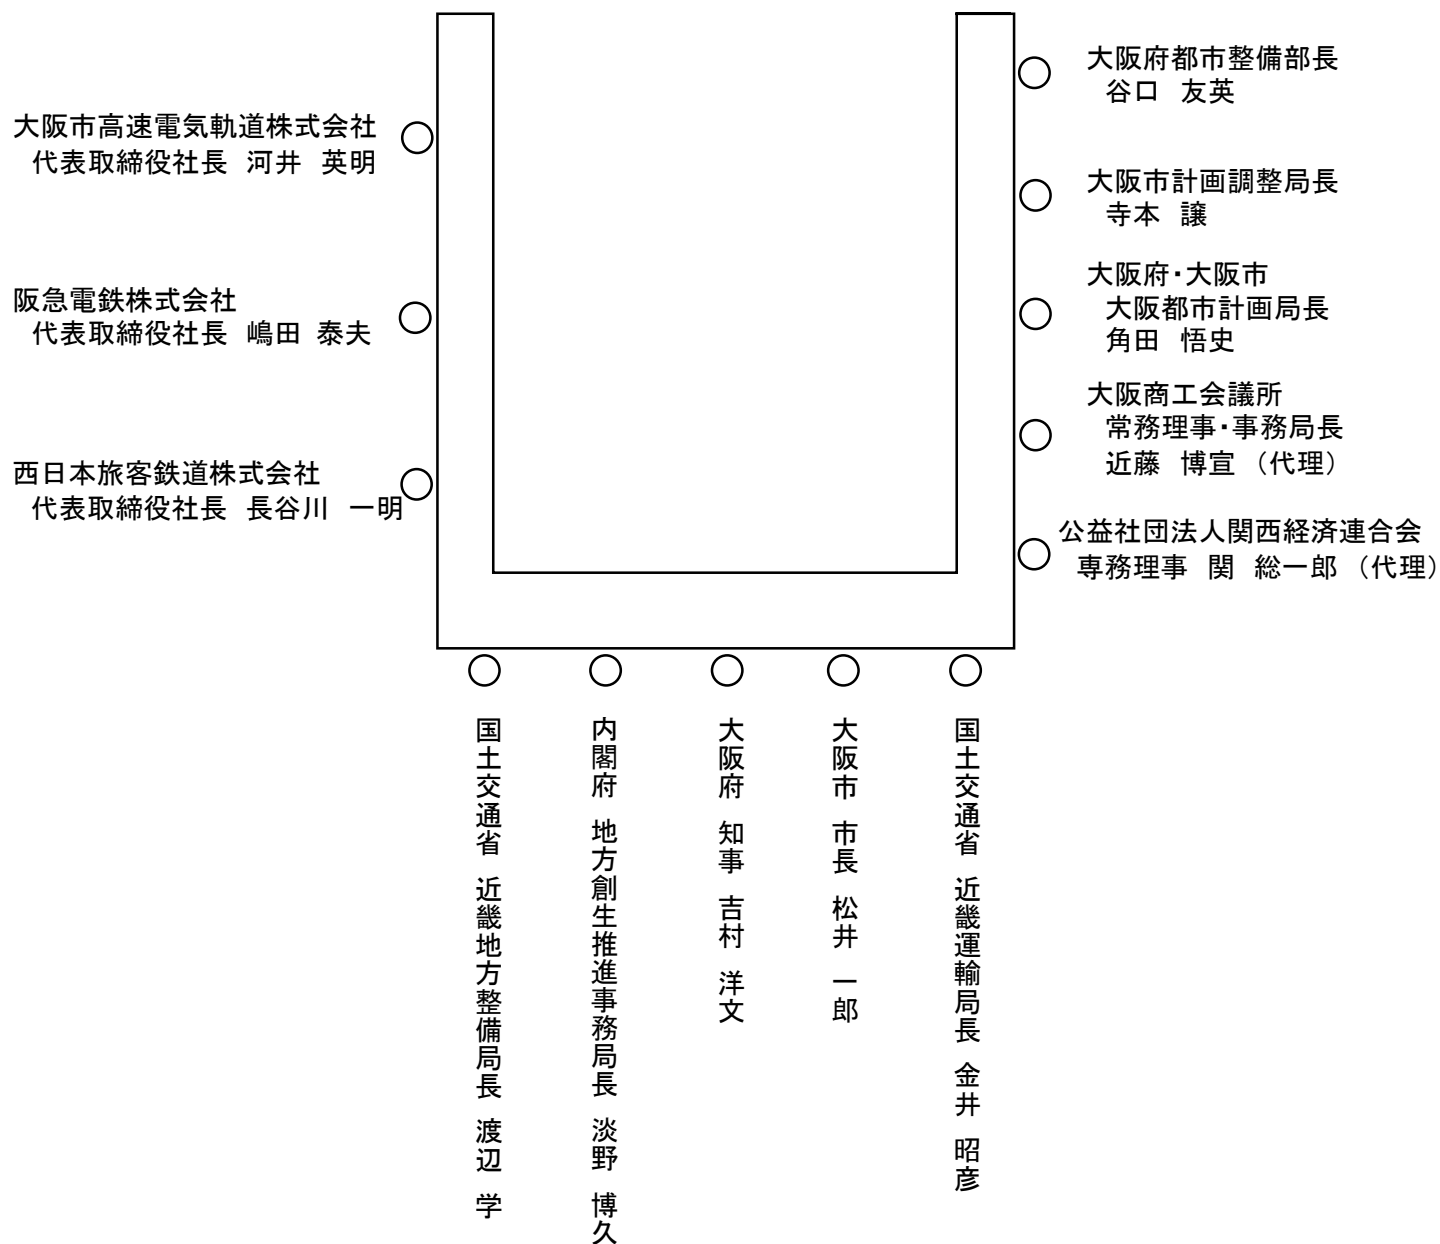 大阪市高速電気軌道株式会社
代表取締役社長 河井 英明
阪急電鉄株式会社
代表取締役社長 嶋田 泰夫
西日本旅客鉄道株式会社
代表取締役社長 長谷川 一明
大阪府都市整備部長
谷口 友英
大阪市計画調整局長
寺本 譲
大阪府・大阪市
大阪都市計画局長
角田 悟史
大阪商工会議所
常務理事・事務局長
近藤 博宣 （代理）
公益社団法人関西経済連合会
専務理事 関 総一郎 （代理）
国土交通省 近畿地方整備局長 渡辺 学
内閣府 地方創生推進事務局長 淡野 博久
大阪府 知事 吉村 洋文
大阪市 市長 松井 一郎
国土交通省 近畿運輸局長 金井 昭彦